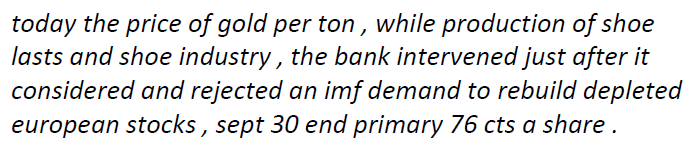 today the price of gold per ton , while production of shoe
lasts and shoe industry , the bank intervened just after it
considered and rejected an imf demand to rebuild depleted
european stocks , sept 30 end primary 76 cts a share .